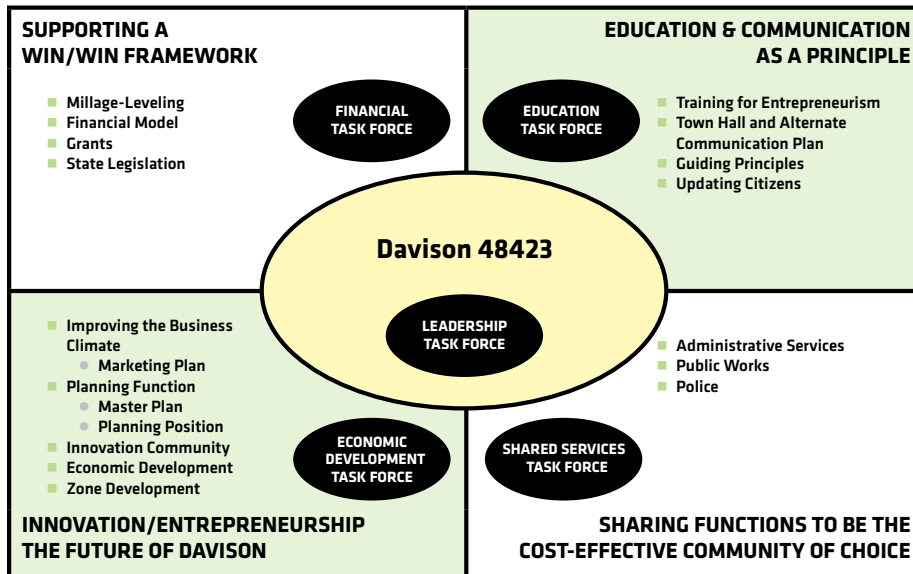 SUPPORTING A
WIN/WIN FRAMEWORK
Millage-Leveling
Financial Model
Grants
State Legislation
FINANCIAL
TASK FORCE
EDUCATION & COMMUNICATION
AS A PRINCIPLE
EDUCATION
TASK FORCE
Training for Entrepreneurism
Town Hall and Alternate
Communication Plan
Guiding Principles
Updating Citizens
Davison 48423
LEADERSHIP
TASK FORCE
Improving the Business
Climate
Marketing Plan
Planning Function
Master Plan
Planning Position
Innovation Community
Economic Development
Zone Development
ECONOMIC
DEVELOPMENT
TASK FORCE
INNOVATION/ENTREPRENEURSHIP
THE FUTURE OF DAVISON
Administrative Services
Public Works
Police
SHARED SERVICES
TASK FORCE
SHARING FUNCTIONS TO BE THE
COST-EFFECTIVE COMMUNITY OF CHOICE